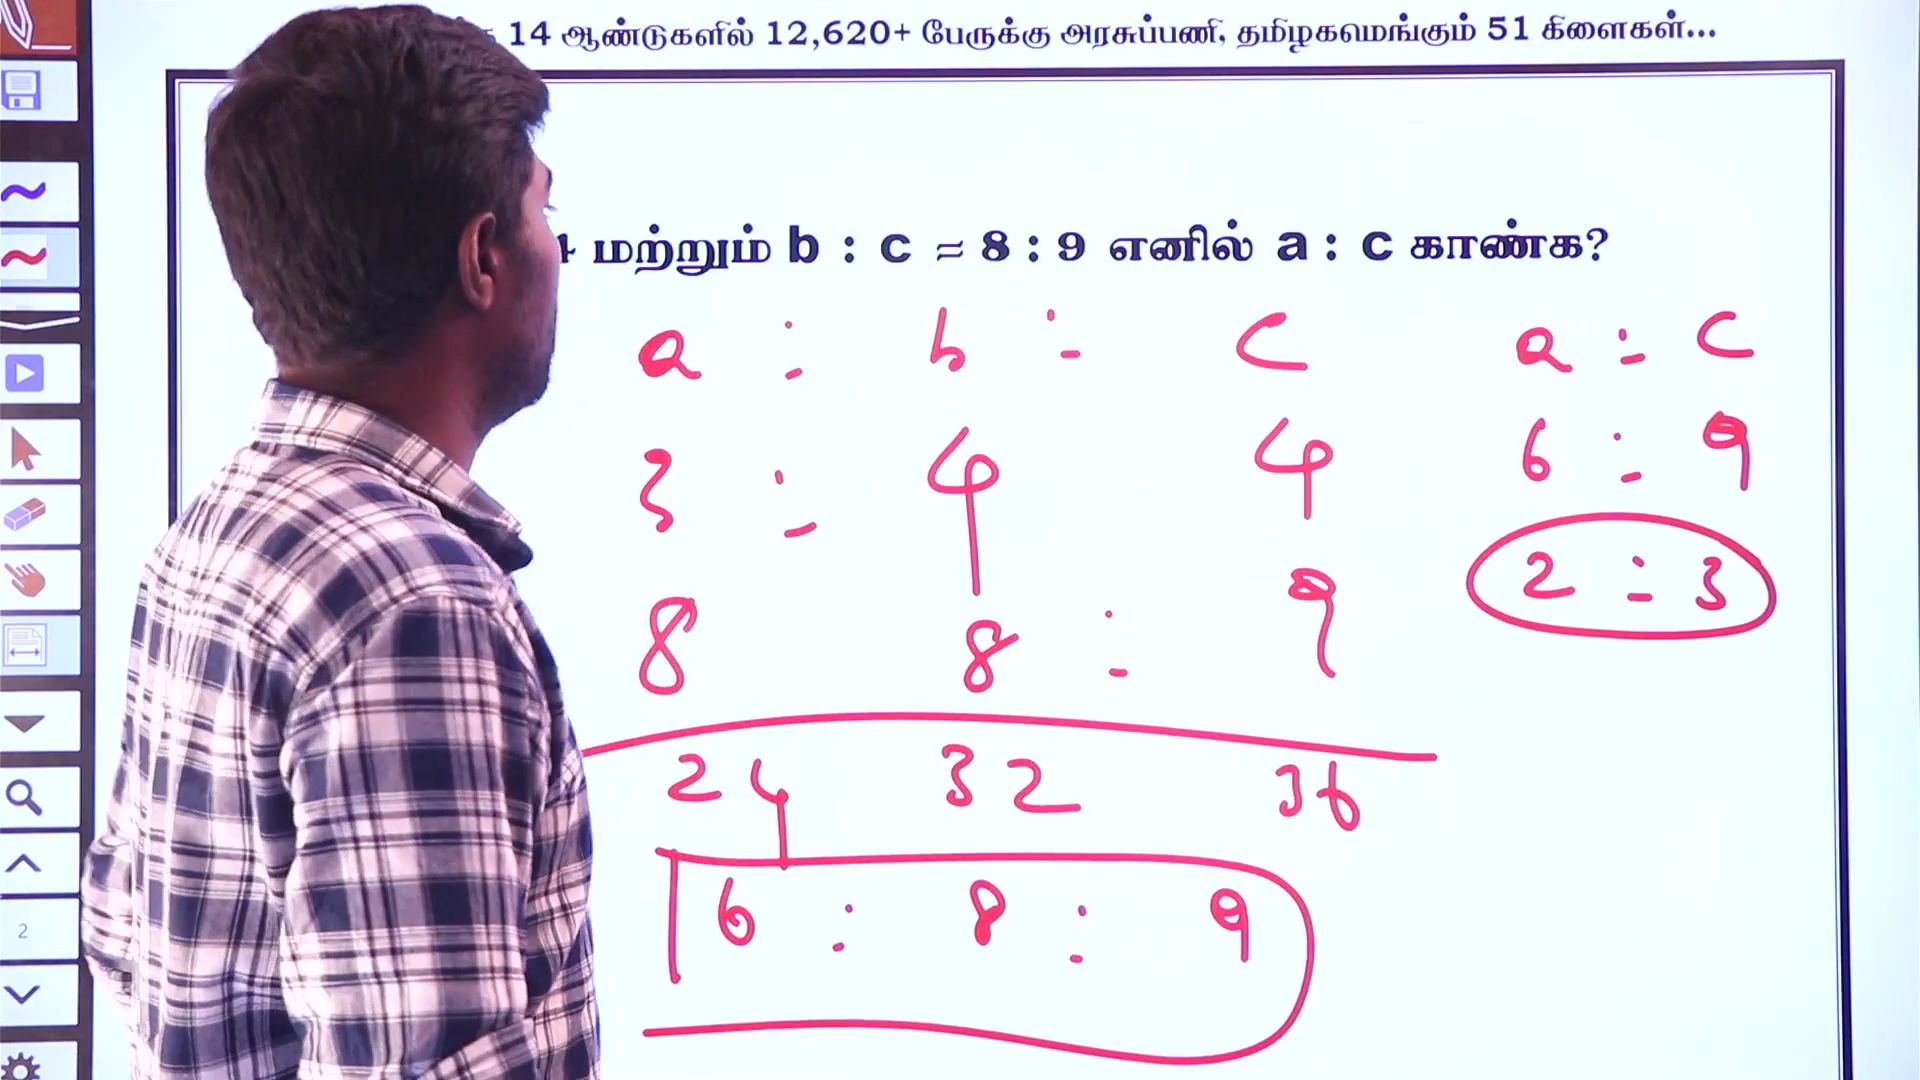 14 ஆண்டுகளில் 12,620+ பேருக்கு அரசுப்பணி, தமிழகமெங்கும் 51 கிளைகள்...
4 மற்றும் b : c = 8 : 9 எனில் a : c காண்க?
a : b : c
3 : 4 4
8 8 : 9
24 32 36
6 : 8 : 9
a : c
6 : 9
2 : 3
2